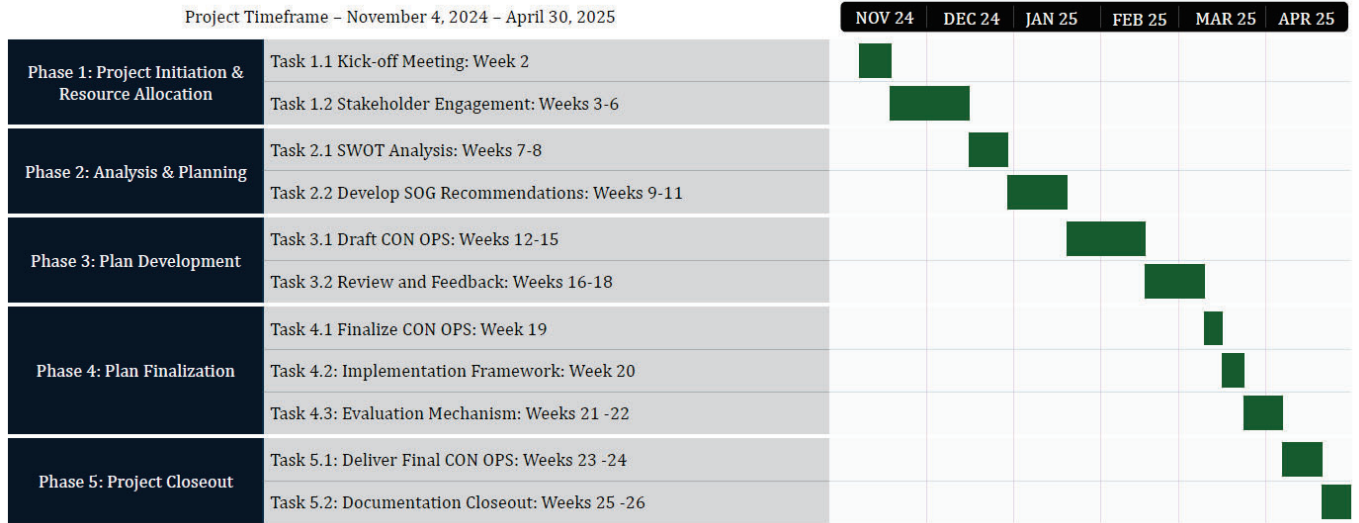 Project Timeframe – November 4, 2024 – April 30, 2025
NOV 24
DEC 24
JAN 25
FEB 25
MAR 25
APR 25
Phase 1: Project Initiation &
Resource Allocation
Task 1.1 Kick-off Meeting: Week 2
Task 1.2 Stakeholder Engagement: Weeks 3-6
Phase 2: Analysis & Planning
Task 2.1 SWOT Analysis: Weeks 7-8
Task 2.2 Develop SOG Recommendations: Weeks 9-11
Phase 3: Plan Development
Task 3.1 Draft CON OPS: Weeks 12-15
Task 3.2 Review and Feedback: Weeks 16-18
Phase 4: Plan Finalization
Task 4.1 Finalize CON OPS: Week 19
Task 4.2: Implementation Framework: Week 20
Task 4.3: Evaluation Mechanism: Weeks 21 -22
Phase 5: Project Closeout
Task 5.1: Deliver Final CON OPS: Weeks 23 -24
Task 5.2: Documentation Closeout: Weeks 25 -26